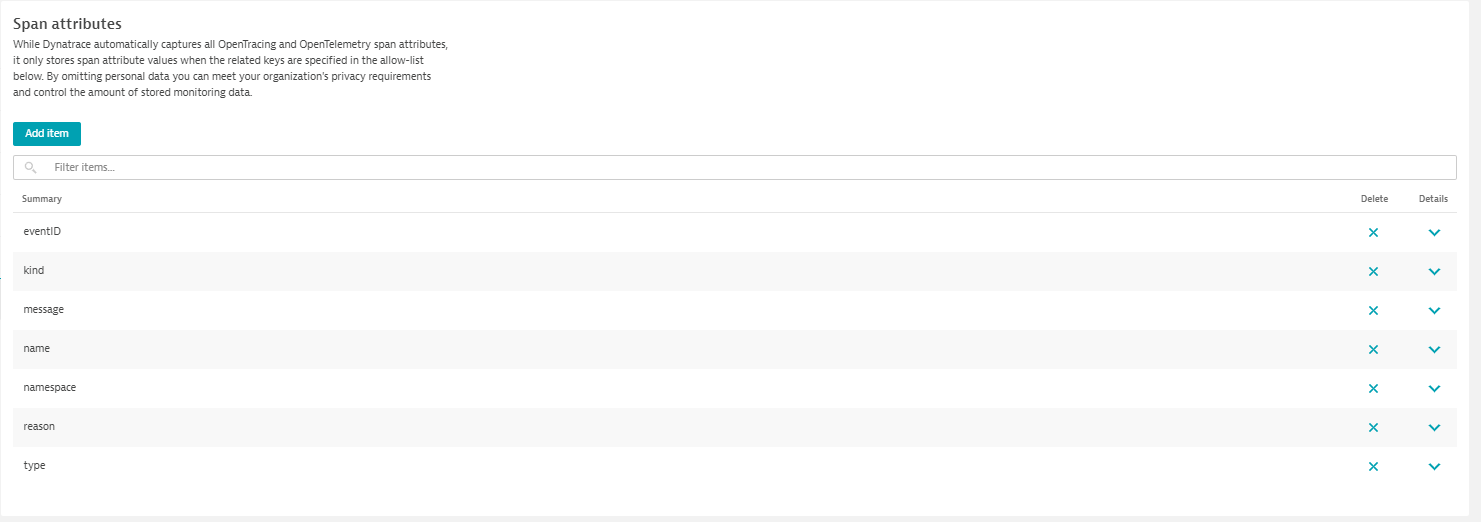 Span attributes
While Dynatrace automatically captures all OpenTracing and OpenTelemetry span attributes,
it only stores span attribute values when the related keys are specified in the allow-list
below. By omitting personal data you can meet your organization's privacy requirements
and control the amount of stored monitoring data.
Add item
Filter items...
Summary Delete Details
eventID
kind
message
name
namespace
reason
type